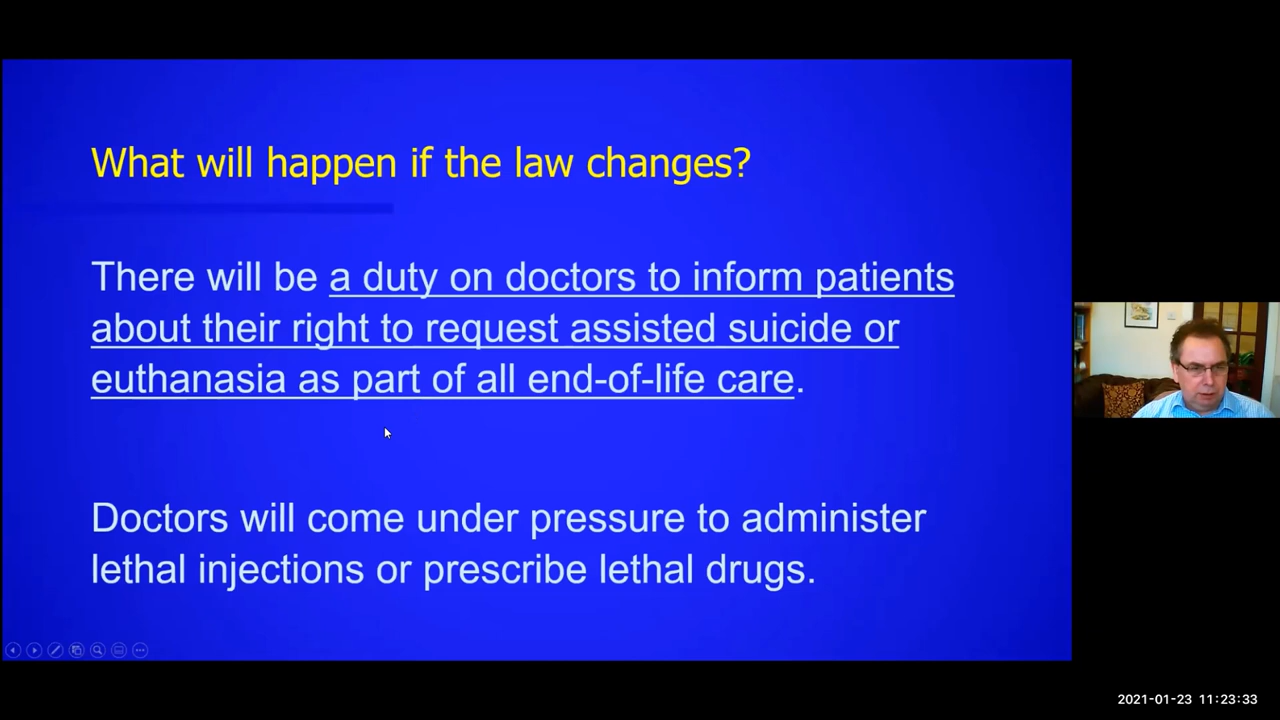 What will happen if the law changes?
There will be a duty on doctors to inform patients
about their right to request assisted suicide or
euthanasia as part of all end-of-life care.
Doctors will come under pressure to administer
lethal injections or prescribe lethal drugs.
2021-01-23 11:23:33